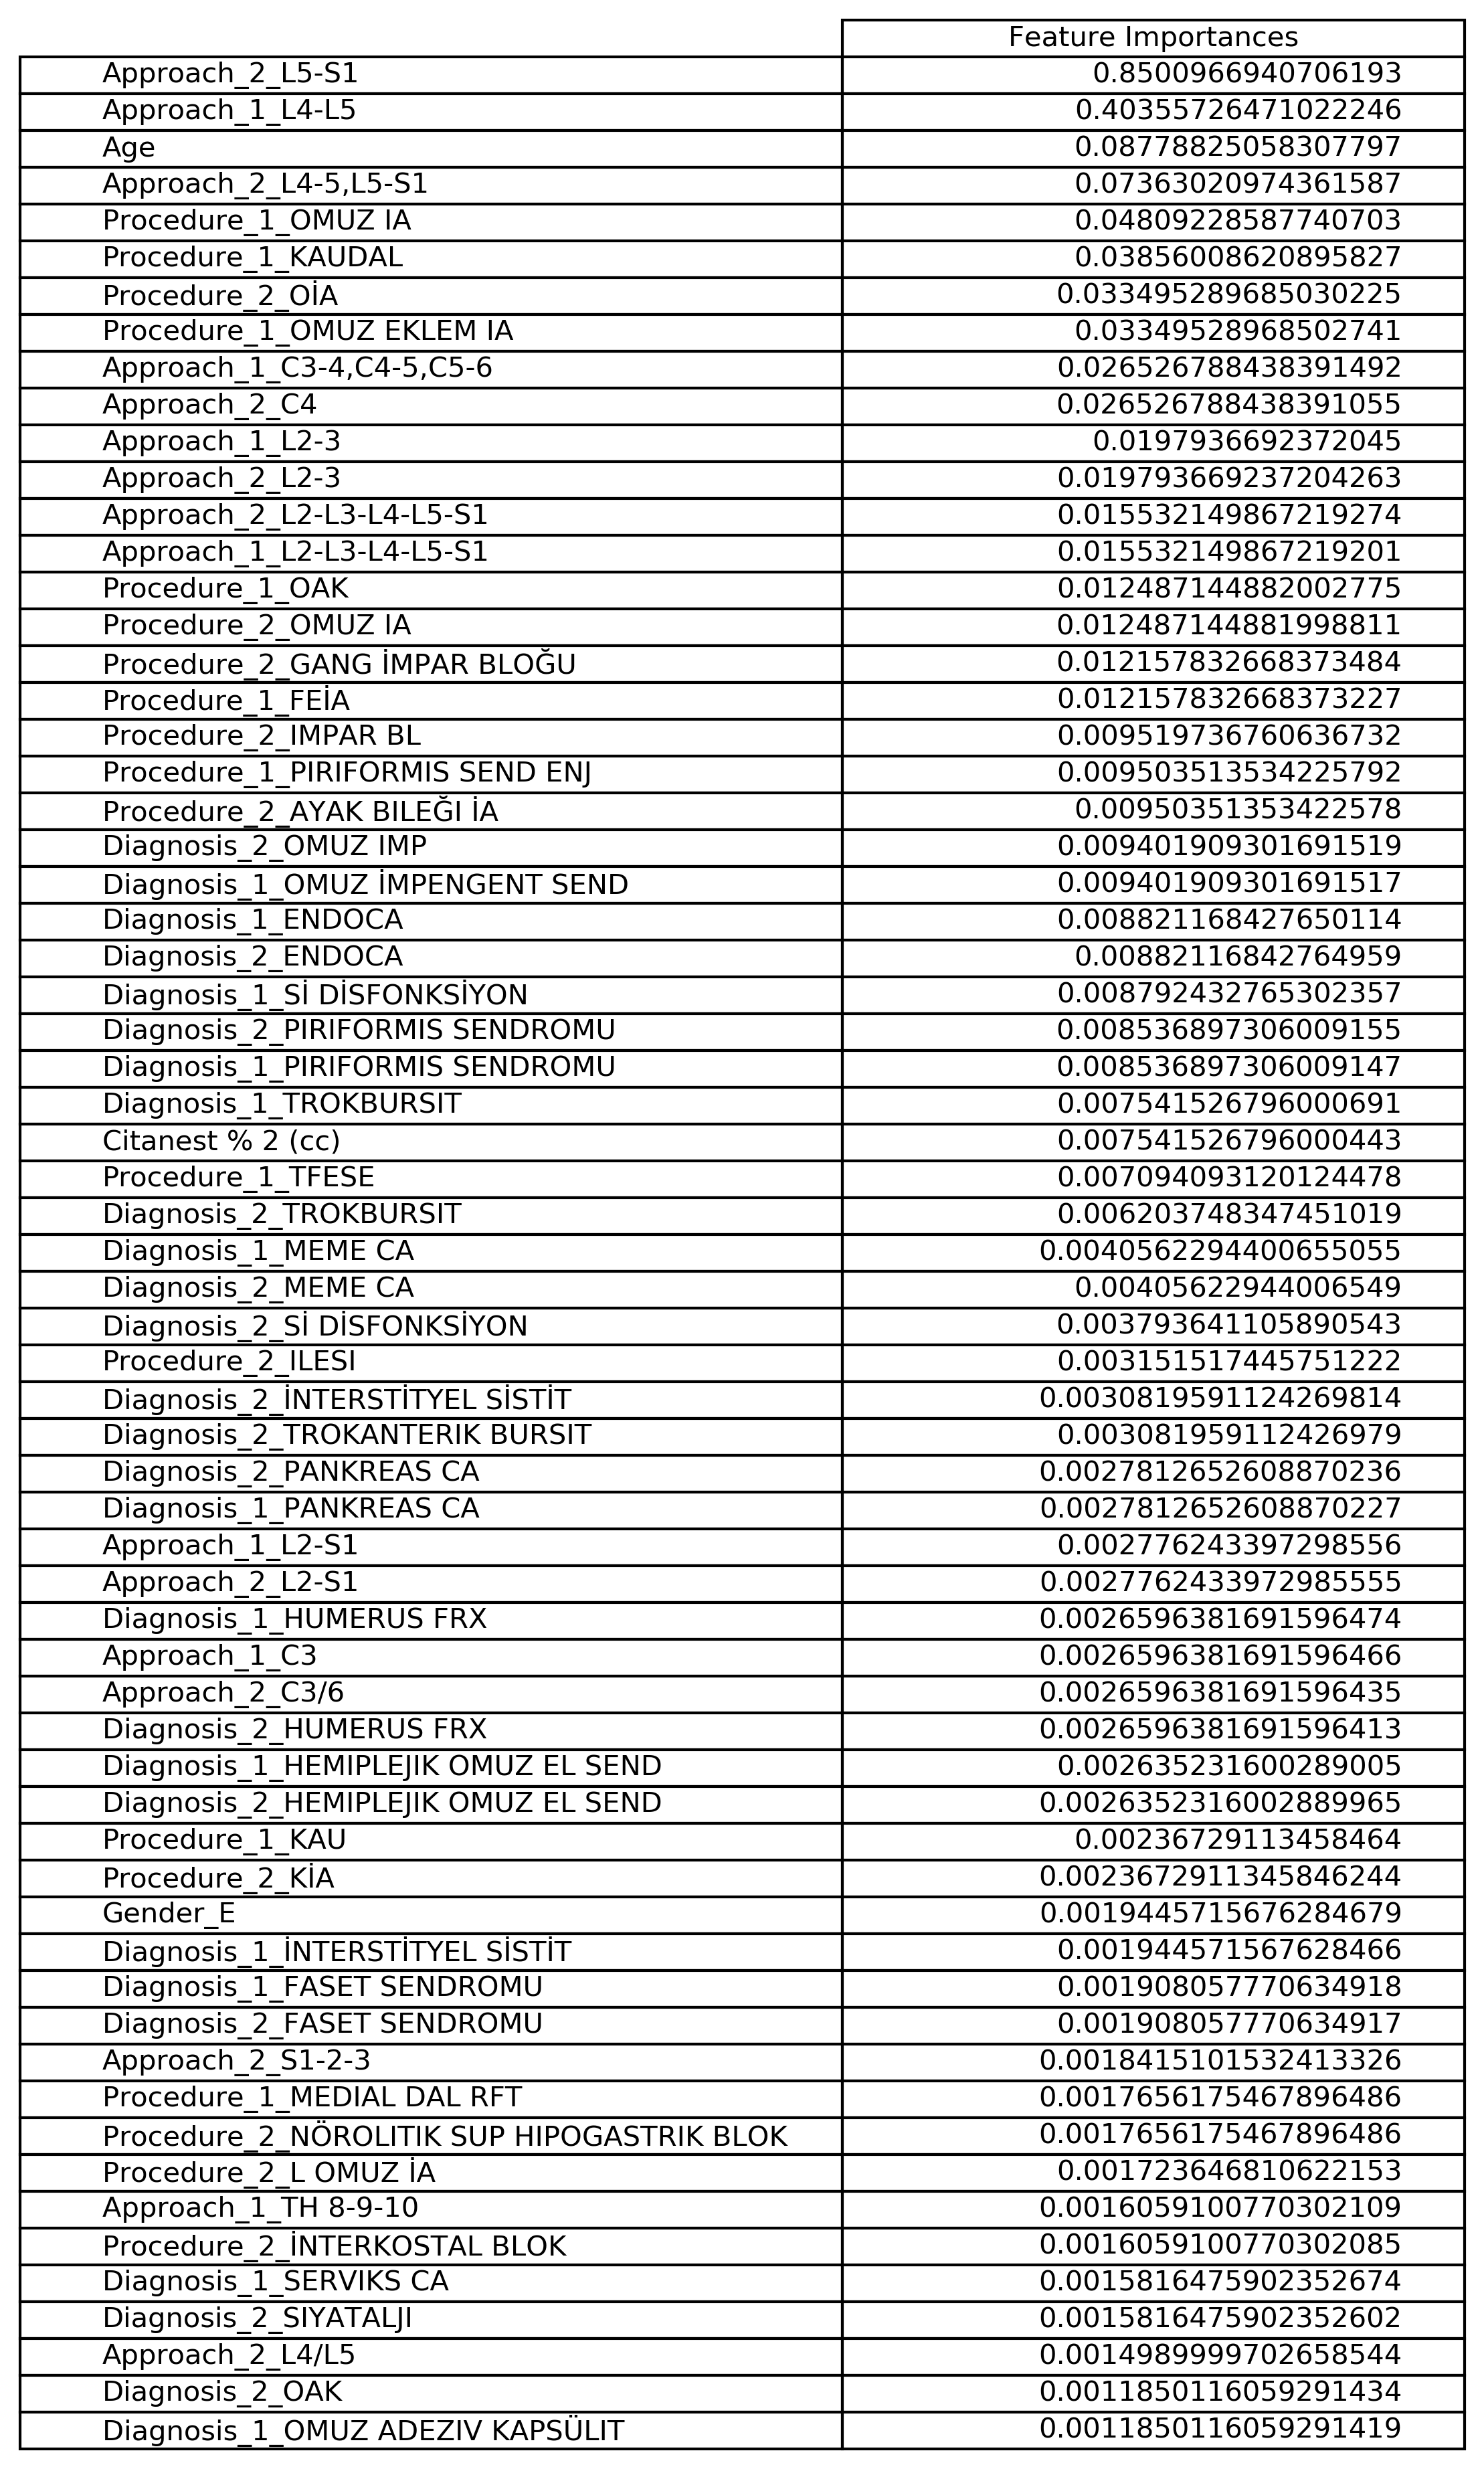 Feature Importances
Approach_2_L5-S1 0.8500966940706193
Approach_1_L4-L5 0.40355726471022246
Age 0.08778825058307797
Approach_2_L4-5,L5-S1 0.07363020974361587
Procedure_1_OMUZ IA 0.04809228587740703
Procedure_1_KAUDAL 0.03856008620895827
Procedure_2_OİA 0.033495289685030225
Procedure_1_OMUZ EKLEM IA 0.03349528968502741
Approach_1_C3-4,C4-5,C5-6 0.026526788438391492
Approach_2_C4 0.026526788438391055
Approach_1_L2-3 0.0197936692372045
Approach_2_L2-3 0.019793669237204263
Approach_2_L2-L3-L4-L5-S1 0.015532149867219274
Approach_1_L2-L3-L4-L5-S1 0.015532149867219201
Procedure_1_OAK 0.012487144882002775
Procedure_2_OMUZ IA 0.012487144881998811
Procedure_2_GANG İMPAR BLOĞU 0.012157832668373484
Procedure_1_FEİA 0.012157832668373227
Procedure_2_IMPAR BL 0.009519736760636732
Procedure_1_PIRIFORMIS SEND ENJ 0.009503513534225792
Procedure_2_AYAK BILEĞI İA 0.00950351353422578
Diagnosis_2_OMUZ IMP 0.009401909301691519
Diagnosis_1_OMUZ İMPENGENT SEND 0.009401909301691517
Diagnosis_1_ENDOCA 0.008821168427650114
Diagnosis_2_ENDOCA 0.00882116842764959
Diagnosis_1_Sİ DİSFONKSİYON 0.008792432765302357
Diagnosis_2_PIRIFORMIS SENDROMU 0.008536897306009155
Diagnosis_1_PIRIFORMIS SENDROMU 0.008536897306009147
Diagnosis_1_TROKBURSIT 0.007541526796000691
Citanest % 2 (cc) 0.007541526796000443
Procedure_1_TFESE 0.007094093120124478
Diagnosis_2_TROKBURSIT 0.006203748347451019
Diagnosis_1_MEME CA 0.0040562294400655055
Diagnosis_2_MEME CA 0.00405622944006549
Diagnosis_2_Sİ DİSFONKSİYON 0.003793641105890543
Procedure_2_ILESI 0.003151517445751222
Diagnosis_2_İNTERSTİTYEL SİSTİT 0.0030819591124269814
Diagnosis_2_TROKANTERIK BURSIT 0.003081959112426979
Diagnosis_2_PANKREAS CA 0.0027812652608870236
Diagnosis_1_PANKREAS CA 0.0027812652608870227
Approach_1_L2-S1 0.002776243397298556
Approach_2_L2-S1 0.0027762433972985555
Diagnosis_1_HUMERUS FRX 0.0026596381691596474
Approach_1_C3 0.0026596381691596466
Approach_2_C3/6 0.0026596381691596435
Diagnosis_2_HUMERUS FRX 0.0026596381691596413
Diagnosis_1_HEMIPLEJIK OMUZ EL SEND 0.002635231600289005
Diagnosis_2_HEMIPLEJIK OMUZ EL SEND 0.0026352316002889965
Procedure_1_KAU 0.00236729113458464
Procedure_2_KİA 0.0023672911345846244
Gender_E 0.0019445715676284679
Diagnosis_1_İNTERSTİTYEL SİSTİT 0.001944571567628466
Diagnosis_1_FASET SENDROMU 0.001908057770634918
Diagnosis_2_FASET SENDROMU 0.001908057770634917
Approach_2_S1-2-3 0.0018415101532413326
Procedure_1_MEDIAL DAL RFT 0.0017656175467896486
Procedure_2_NÖROLITIK SUP HIPOGASTRIK BLOK 0.0017656175467896486
Procedure_2_L OMUZ İA 0.001723646810622153
Approach_1_TH 8-9-10 0.0016059100770302109
Procedure_2_İNTERKOSTAL BLOK 0.0016059100770302085
Diagnosis_1_SERVIKS CA 0.0015816475902352674
Diagnosis_2_SIYATALJI 0.0015816475902352602
Approach_2_L4/L5 0.0014989999702658544
Diagnosis_2_OAK 0.0011850116059291434
Diagnosis_1_OMUZ ADEZIV KAPSÜLIT 0.0011850116059291419